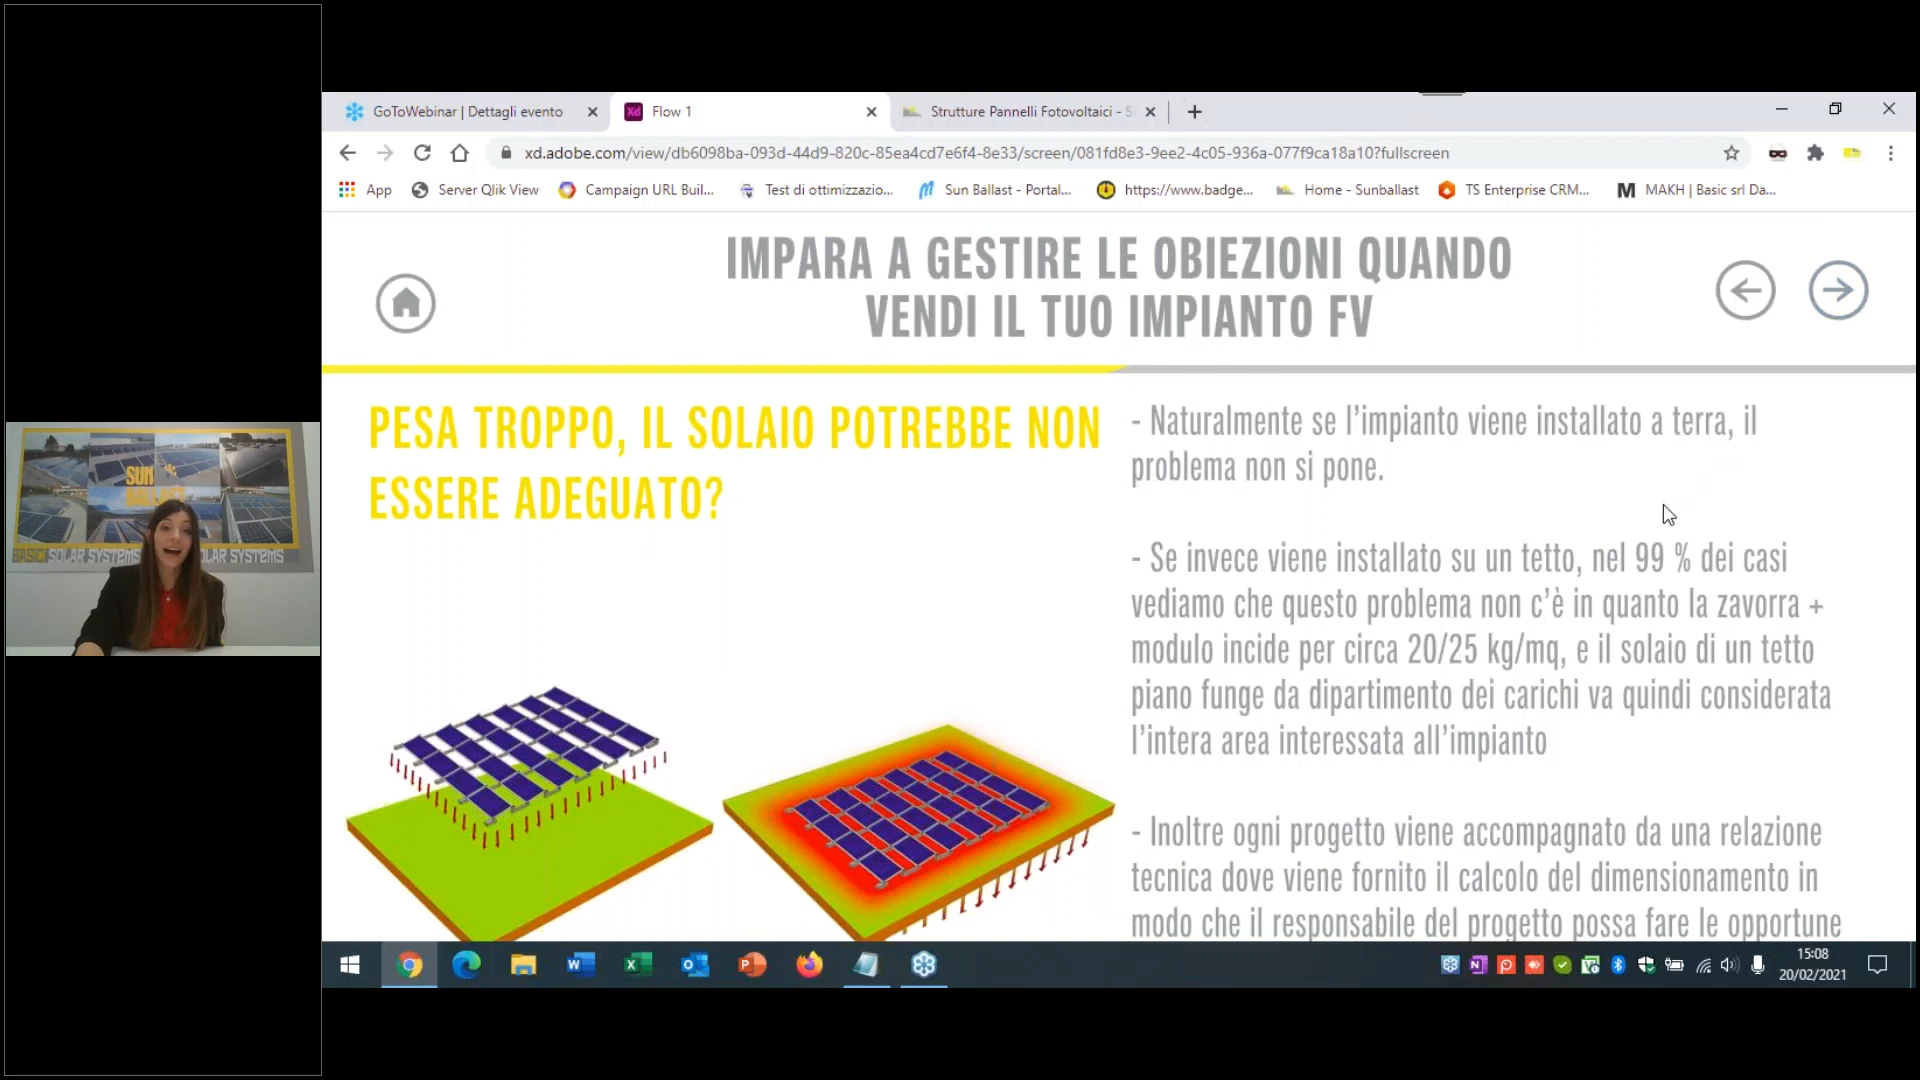 GoToWebinar | Dettagli evento
Flow 1
Strutture Pannelli Fotovoltaici - S
xd.adobe.com/view/db6098ba-093d-44d9-820c-85ea4cd7e6f4-8e33/screen/081fd8e3-9ee2-4c05-936a-077f9ca18a10?fullscreen
App
Server Qlik View
Campaign URL Buil...
Test di ottimizzazio...
Sun Ballast - Portal...
https://www.badge...
Home - Sunballast
TS Enterprise CRM...
MAKH | Basic srl Da...
IMPARA A GESTIRE LE OBIEZIONI QUANDO
VENDI IL TUO IMPIANTO FV
PESA TROPPO, IL SOLAIO POTREBBE NON
ESSERE ADEGUATO?
- Naturalmente se l'impianto viene installato a terra, il
problema non si pone.
- Se invece viene installato su un tetto, nel 99 % dei casi
vediamo che questo problema non c'è in quanto la zavorra +
modulo incide per circa 20/25 kg/mq, e il solaio di un tetto
piano funge da dipartimento dei carichi va quindi considerata
l'intera area interessata all'impianto
- Inoltre ogni progetto viene accompagnato da una relazione
tecnica dove viene fornito il calcolo del dimensionamento in
modo che il responsabile del progetto possa fare le opportune
SUN
BALLAST
BASIC SOLAR SYSTEMS
OLAR SYSTEMS
15:08
20/02/2021